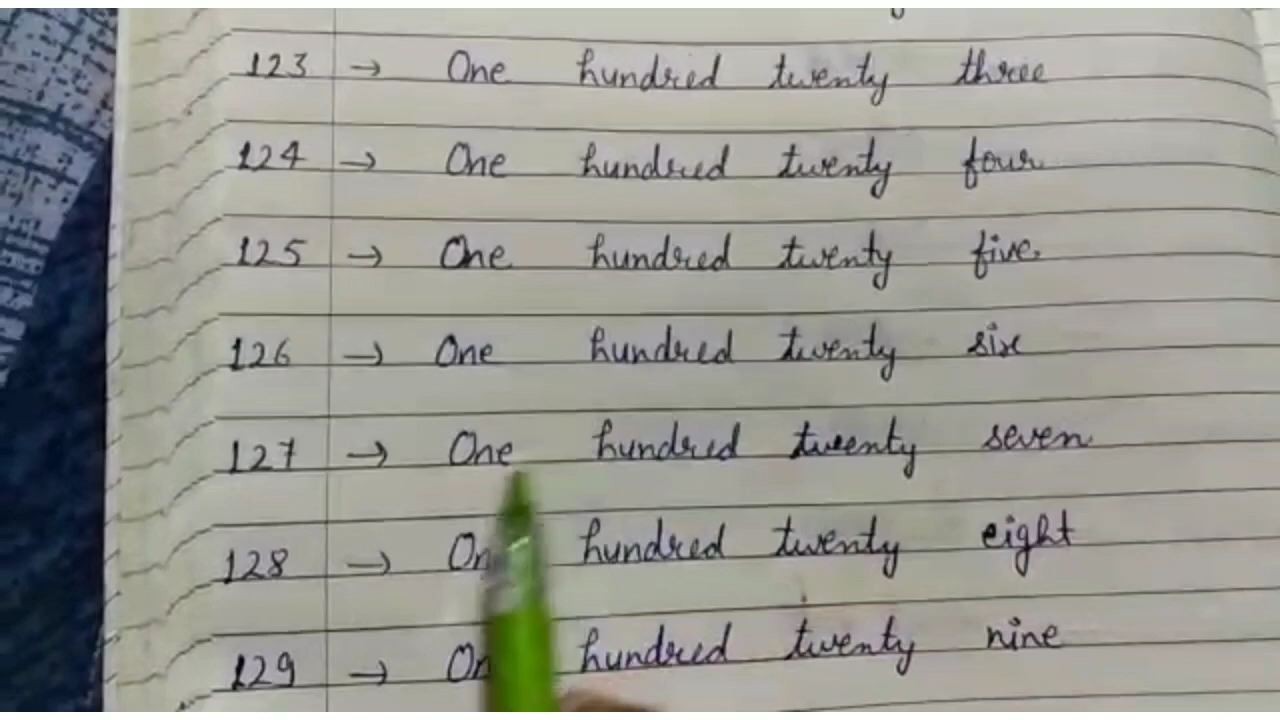 123 → One hundred twenty three
124 → One hundred twenty four
125 → One hundred twenty five.
126 → One hundred twenty six
127 → One hundred twenty seven
128 → On hundred twenty eight
129 → On hundred twenty nine